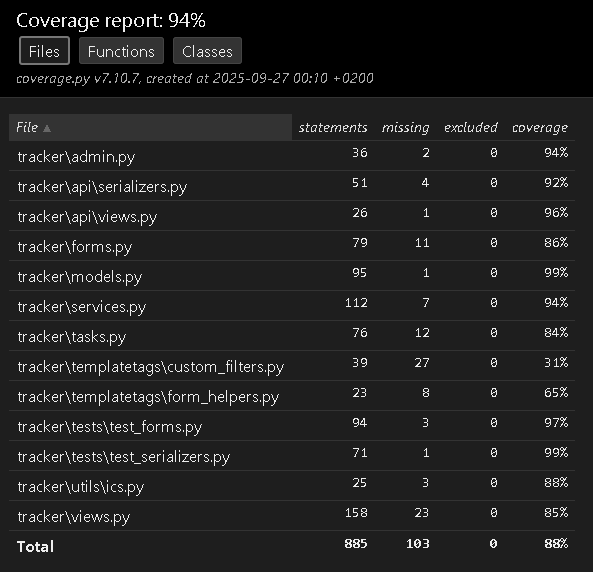 Coverage report: 94%
Files Functions Classes
coverage.py v7.10.7, created at 2025-09-27 00:10 +0200
File ▲ statements missing excluded coverage
tracker\admin.py 36 2 0 94%
tracker\api\serializers.py 51 4 0 92%
tracker\api\views.py 26 1 0 96%
tracker\forms.py 79 11 0 86%
tracker\models.py 95 1 0 99%
tracker\services.py 112 7 0 94%
tracker\tasks.py 76 12 0 84%
tracker\templatetags\custom_filters.py 39 27 0 31%
tracker\templatetags\form_helpers.py 23 8 0 65%
tracker\tests\test_forms.py 94 3 0 97%
tracker\tests\test_serializers.py 71 1 0 99%
tracker\utils\ics.py 25 3 0 88%
tracker\views.py 158 23 0 85%
Total 885 103 0 88%